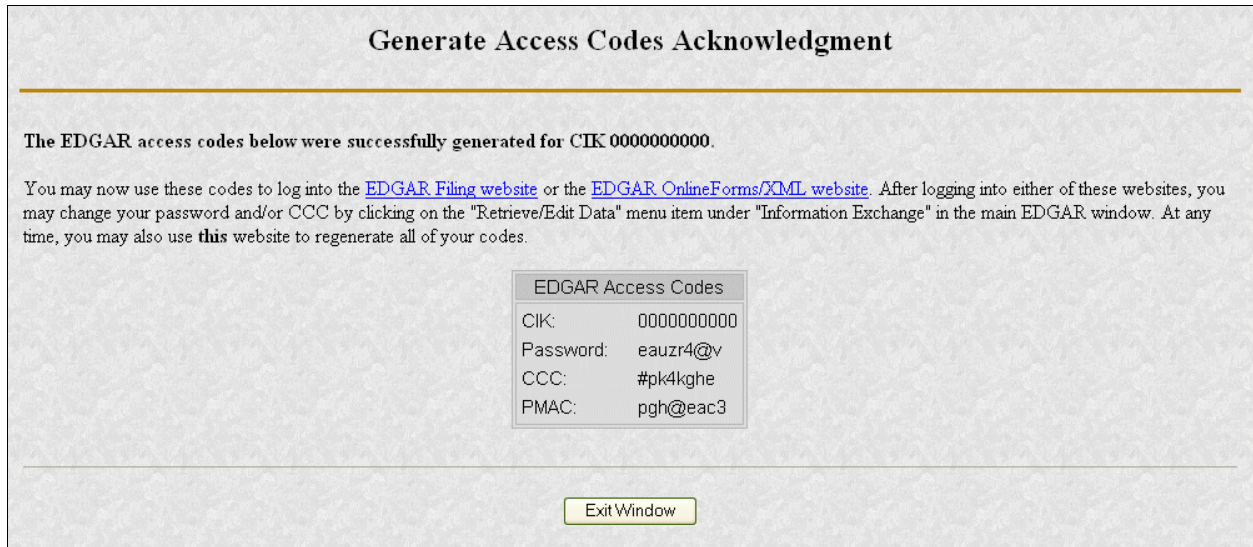 Generate Access Codes Acknowledgment
The EDGAR access codes below were successfully generated for CIK 0000000000.
You may now use these codes to log into the EDGAR Filing website or the EDGAR OnlineForms/XML website. After logging into either of these websites, you
may change your password and/or CCC by clicking on the "Retrieve/Edit Data" menu item under "Information Exchange" in the main EDGAR window. At any
time, you may also use this website to regenerate all of your codes.
EDGAR Access Codes
CIK: 0000000000
Password: eauzr4@v
CCC: #pk4kghe
PMAC: pgh@eac3
Exit Window